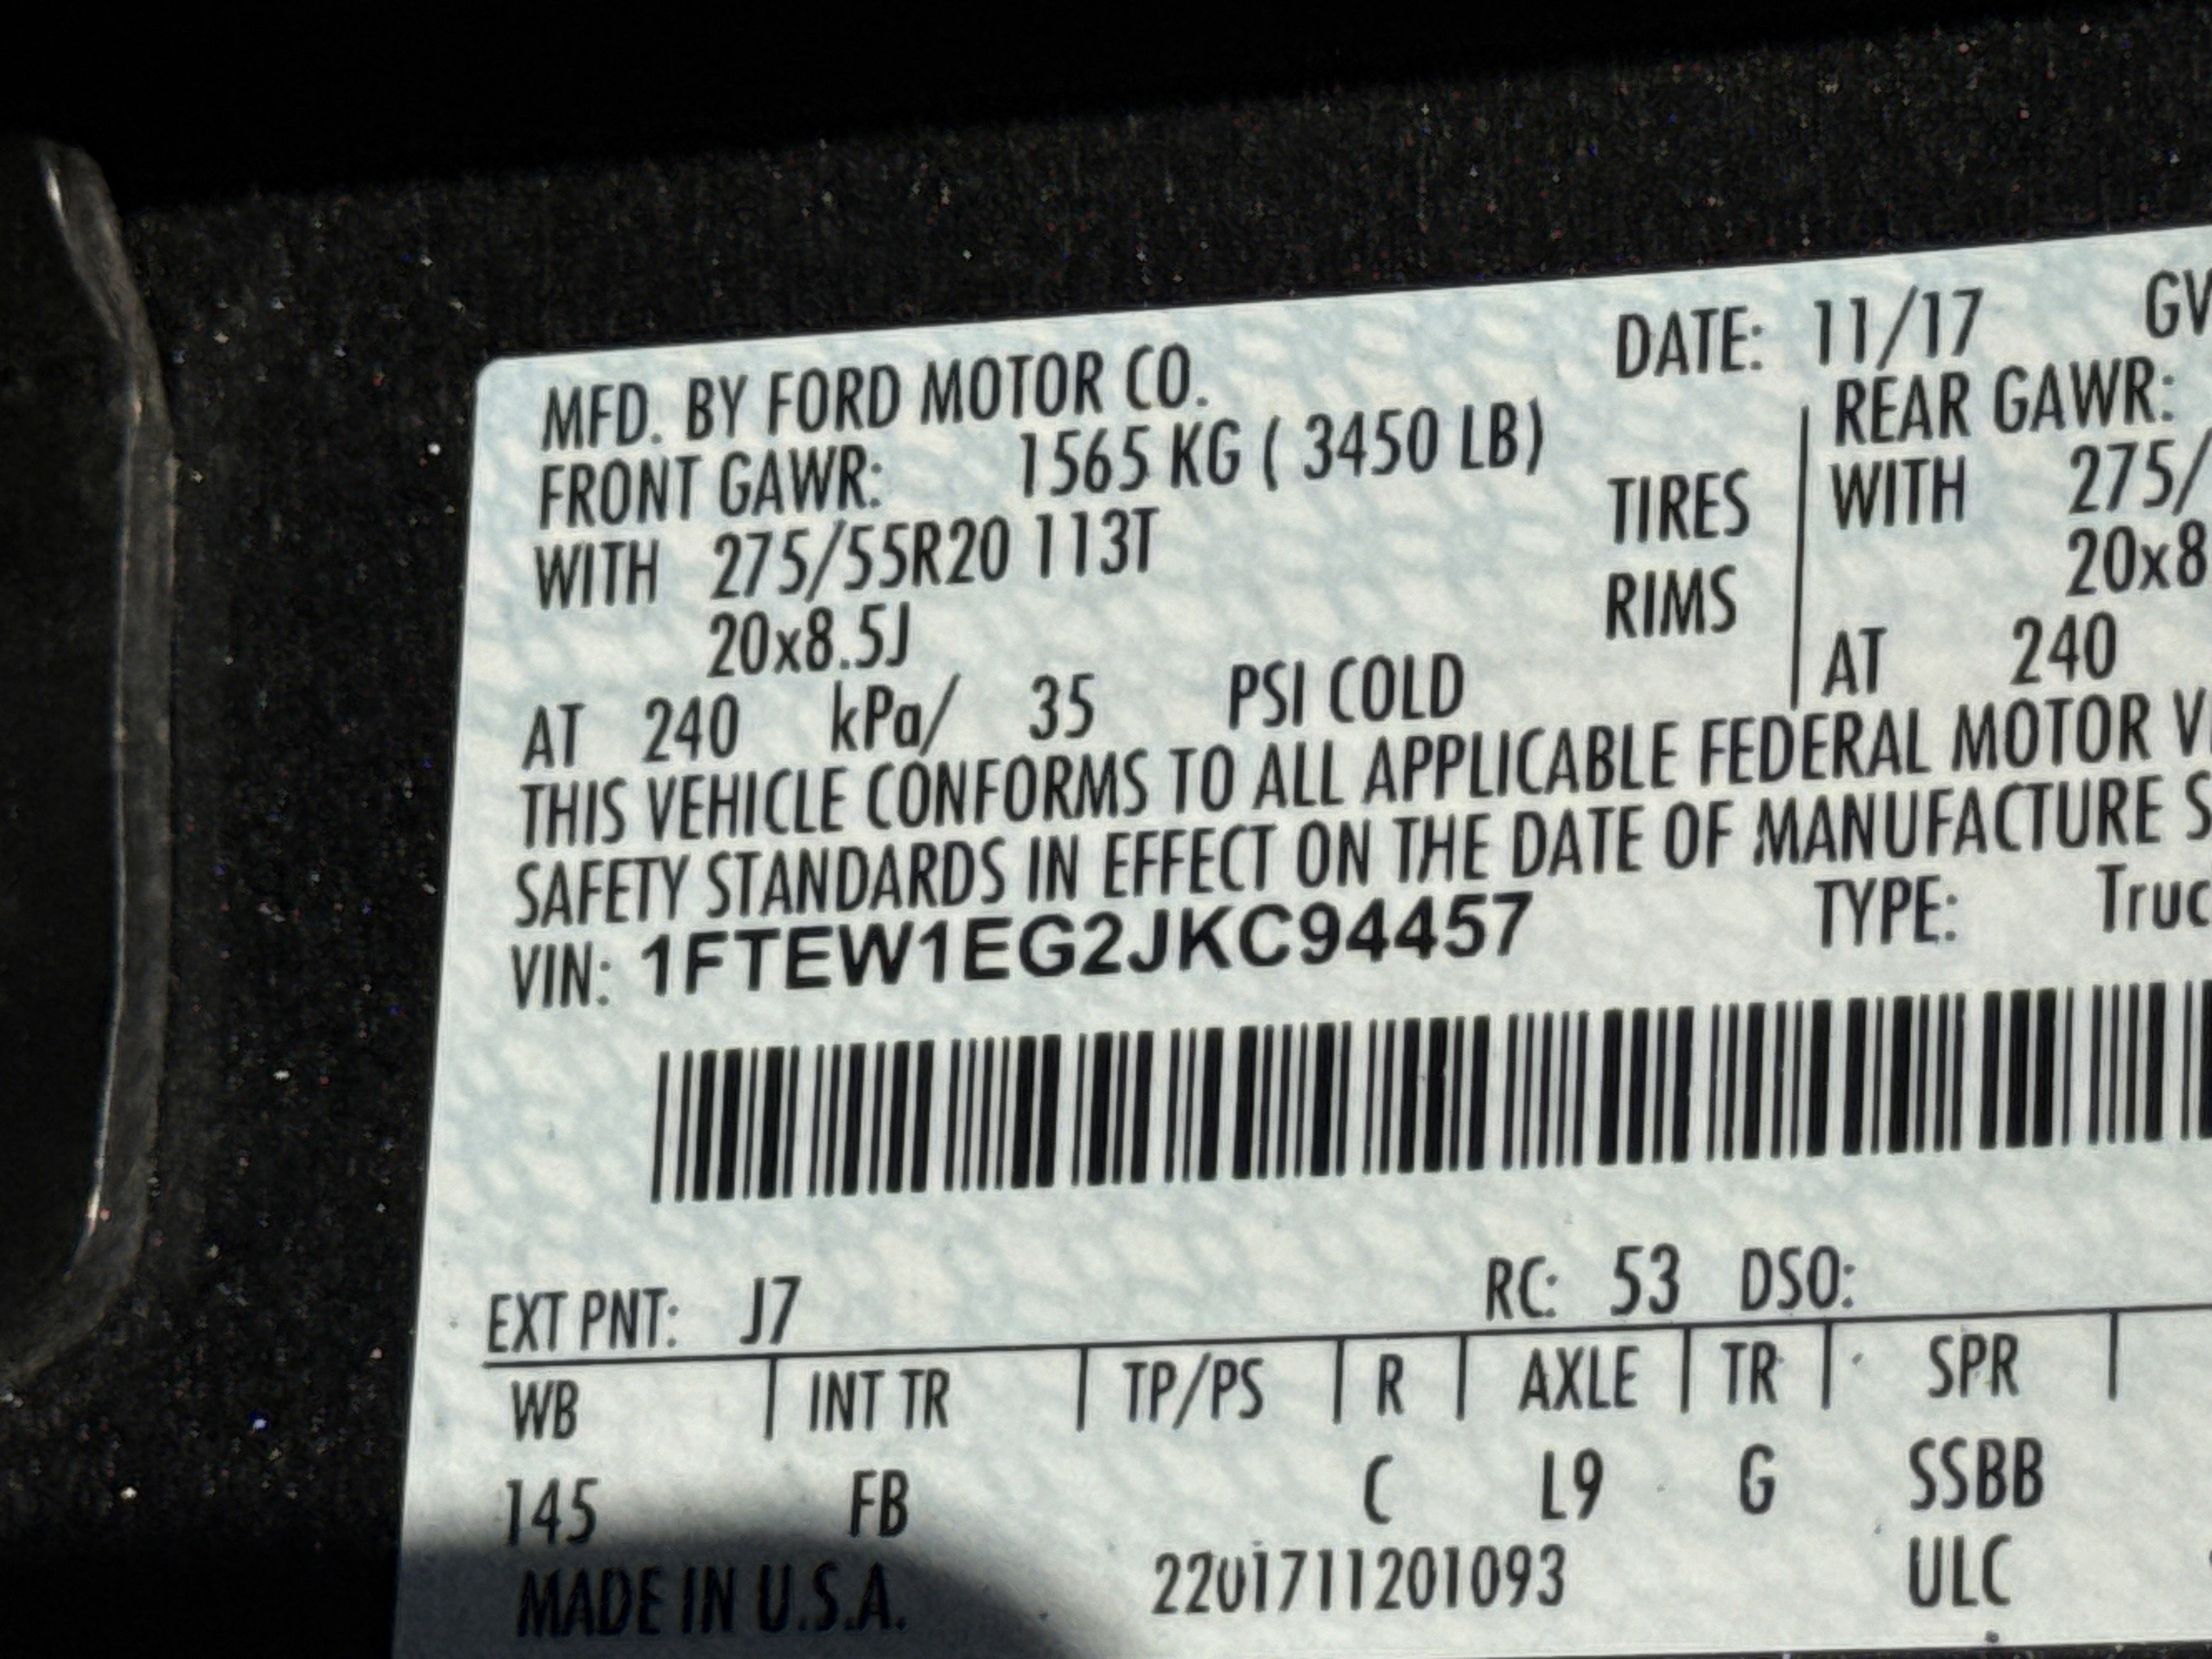 MFD. BY FORD MOTOR CO. DATE: 11/17
FRONT GAWR: 1565 KG ( 3450 LB) REAR GAWR:
WITH 275/55R20 113T TIRES WITH 275/
20x8.5J RIMS 20x8
AT 240 kPa/ 35 PSI COLD AT 240
THIS VEHICLE CONFORMS TO ALL APPLICABLE FEDERAL MOTOR
SAFETY STANDARDS IN EFFECT ON THE DATE OF MANUFACTURE
VIN: 1FTEW1EG2JKC94457 TYPE: Truc
EXT PNT: J7 RC: 53 DSO:
WB INT TR TP/PS R AXLE TR SPR
145 FB C L9 G SSBB
MADE IN U.S.A. 2201711201093 ULC